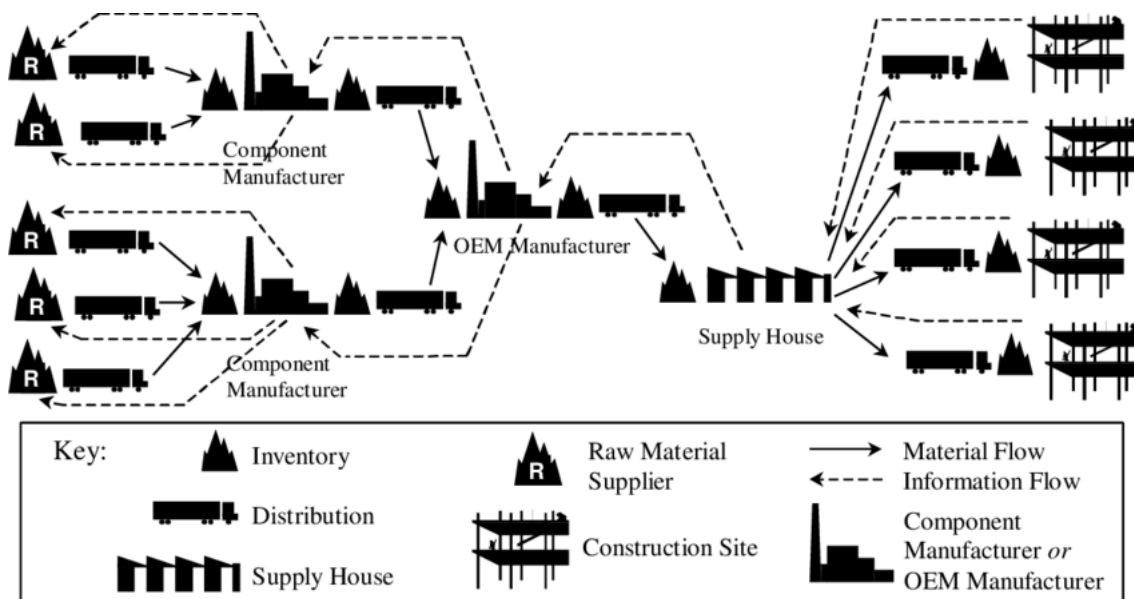 R
R
Component
Manufacturer
R
R
R
Component
Manufacturer
OEM Manufacturer
Supply House
Key:
Inventory
Distribution
Supply House
R
Raw Material
Supplier
Construction Site
Material Flow
Information Flow
Component
Manufacturer or
OEM Manufacturer